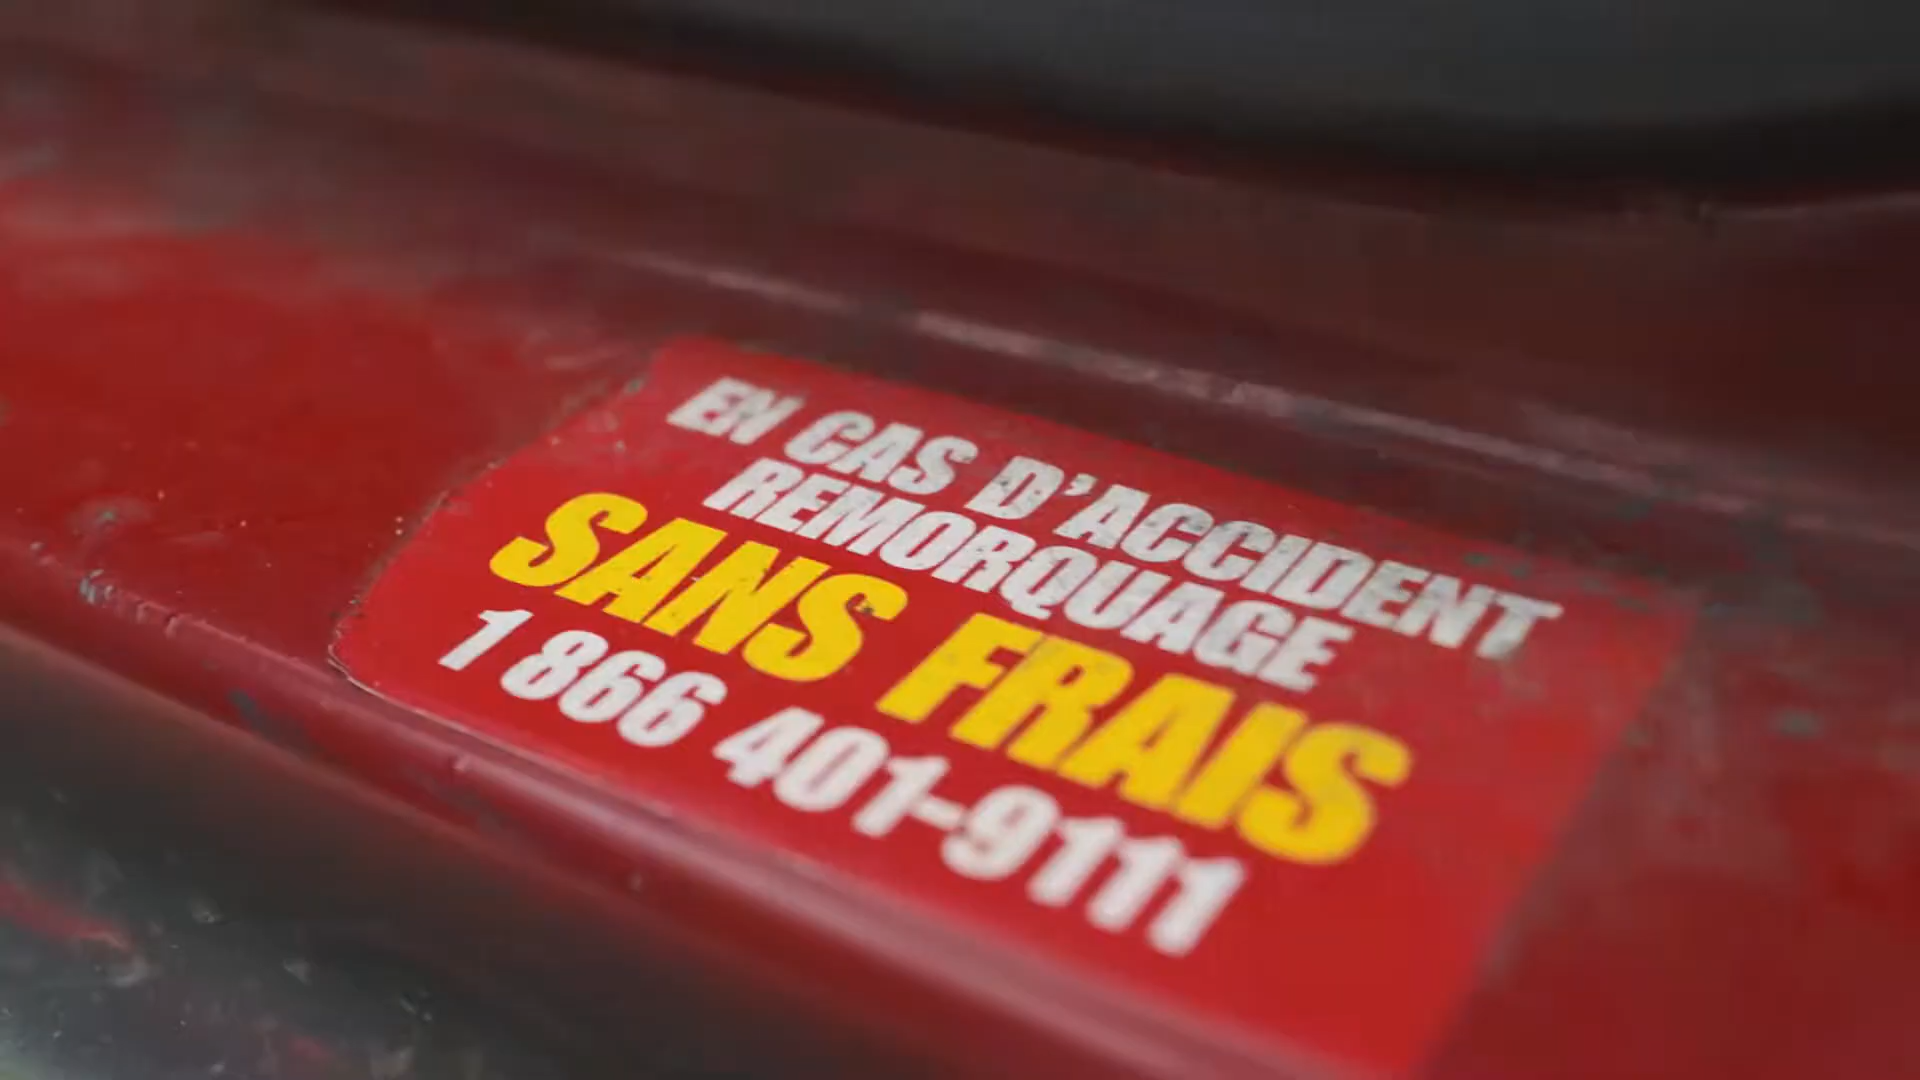 EN CAS D'ACCIDENT
REMORQUAGE
SANS FRAIS
1 866 401-9111